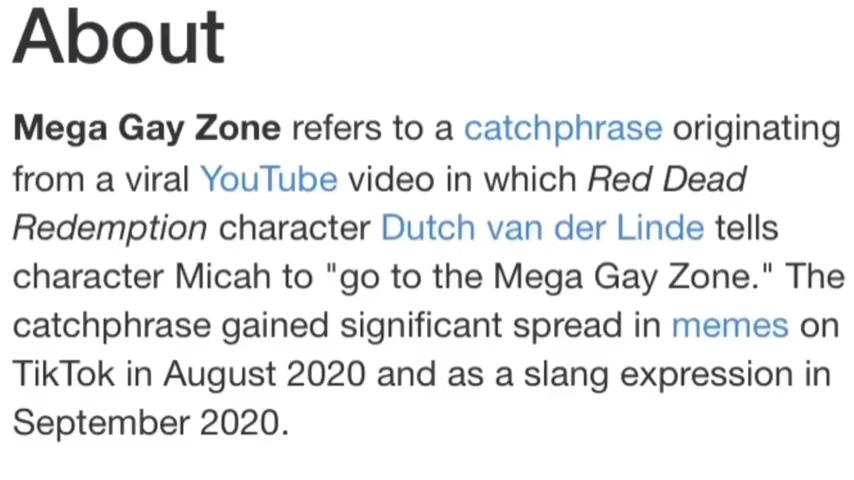 About
Mega Gay Zone refers to a catchphrase originating
from a viral YouTube video in which Red Dead
Redemption character Dutch van der Linde tells
character Micah to "go to the Mega Gay Zone." The
catchphrase gained significant spread in memes on
TikTok in August 2020 and as a slang expression in
September 2020.